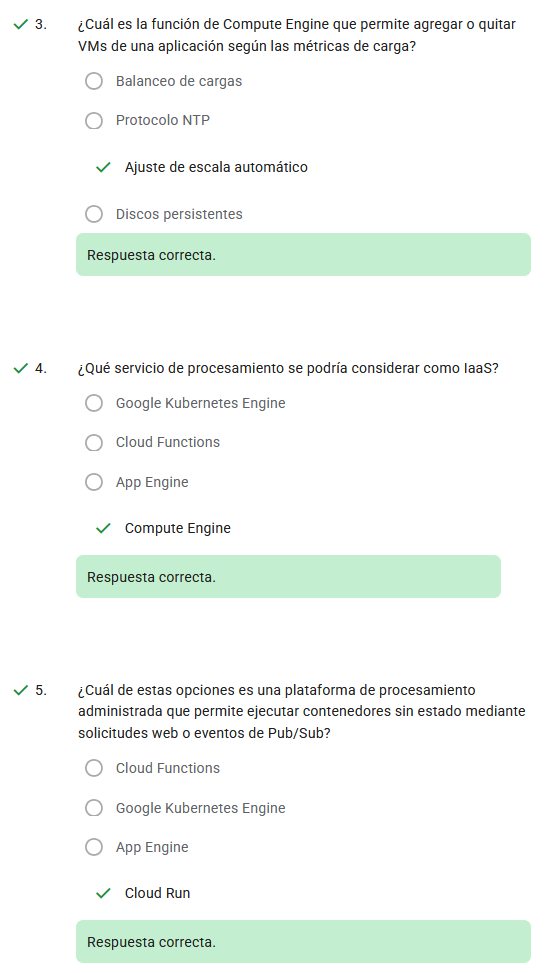 3. ¿Cuál es la función de Compute Engine que permite agregar o quitar
VMs de una aplicación según las métricas de carga?
Balanceo de cargas
Protocolo NTP
Ajuste de escala automático
Discos persistentes
Respuesta correcta.
4. ¿Qué servicio de procesamiento se podría considerar como IaaS?
Google Kubernetes Engine
Cloud Functions
App Engine
Compute Engine
Respuesta correcta.
5. ¿Cuál de estas opciones es una plataforma de procesamiento
administrada que permite ejecutar contenedores sin estado mediante
solicitudes web o eventos de Pub/Sub?
Cloud Functions
Google Kubernetes Engine
App Engine
Cloud Run
Respuesta correcta.